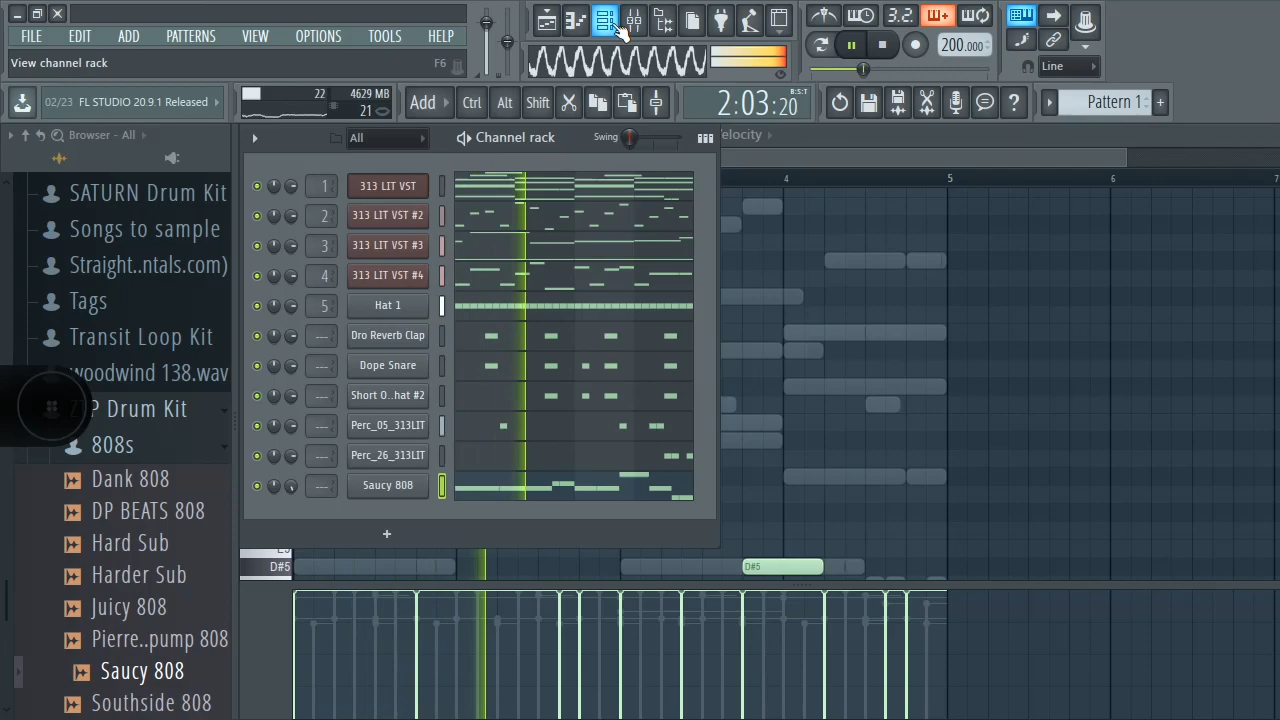 FILE EDIT ADD PATTERNS VIEW OPTIONS TOOLS HELP
View channel rack F6
3.2
200.000
Line
02/23 FL STUDIO 20.9.1 Released
22 4629 MB
21
Add Ctrl Alt Shift
2:03:20 B:S:T
?
Pattern 1 +
Browser - All
All Channel rack Swing
elocity
4 5 6 7
SATURN Drum Kit
Songs to sample
Straight..ntals.com)
Tags
Transit Loop Kit
woodwind 138.wav
Drum Kit
808s
Dank 808
DP BEATS 808
Hard Sub
Harder Sub
Juicy 808
Pierre..pump 808
Saucy 808
Southside 808
1 313 LIT VST
2 313 LIT VST #2
3 313 LIT VST #3
4 313 LIT VST #4
5 Hat 1
--- Dro Reverb Clap
--- Dope Snare
--- Short O..hat #2
--- Perc_05_313LIT
--- Perc_26_313LIT
--- Saucy 808
+
D#5 D#5